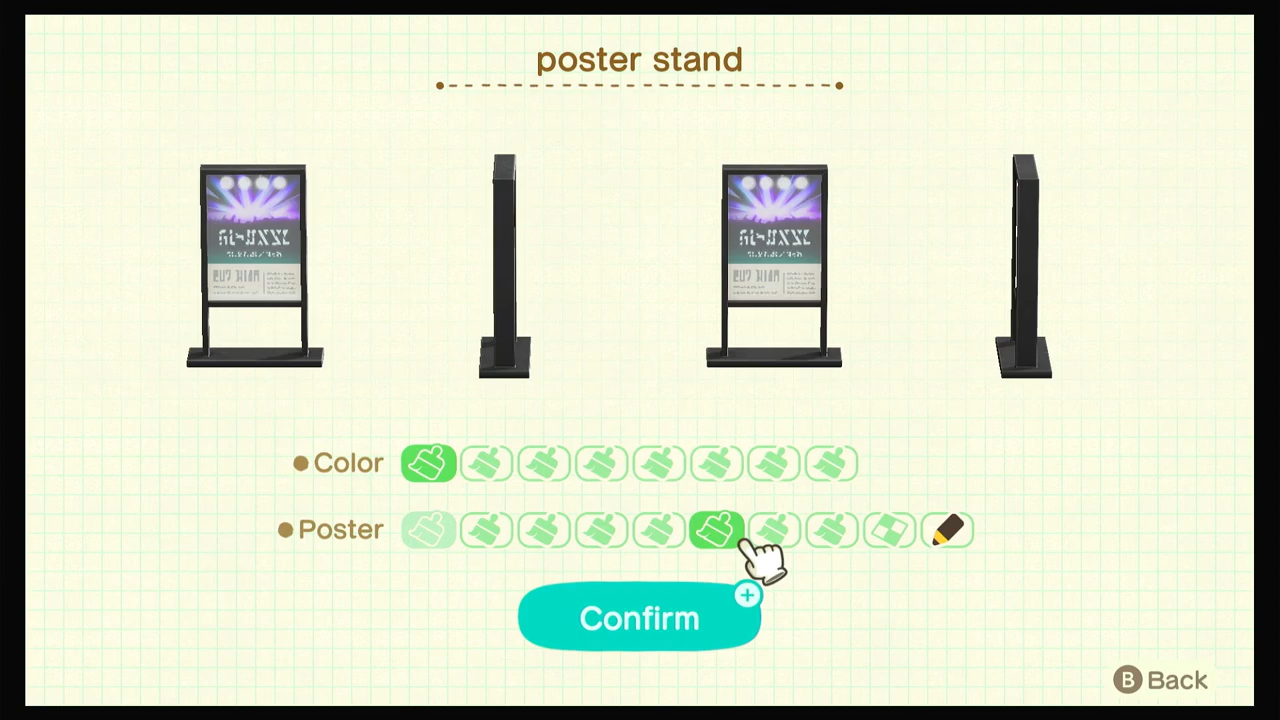 poster stand
Color
Poster
Confirm
B Back